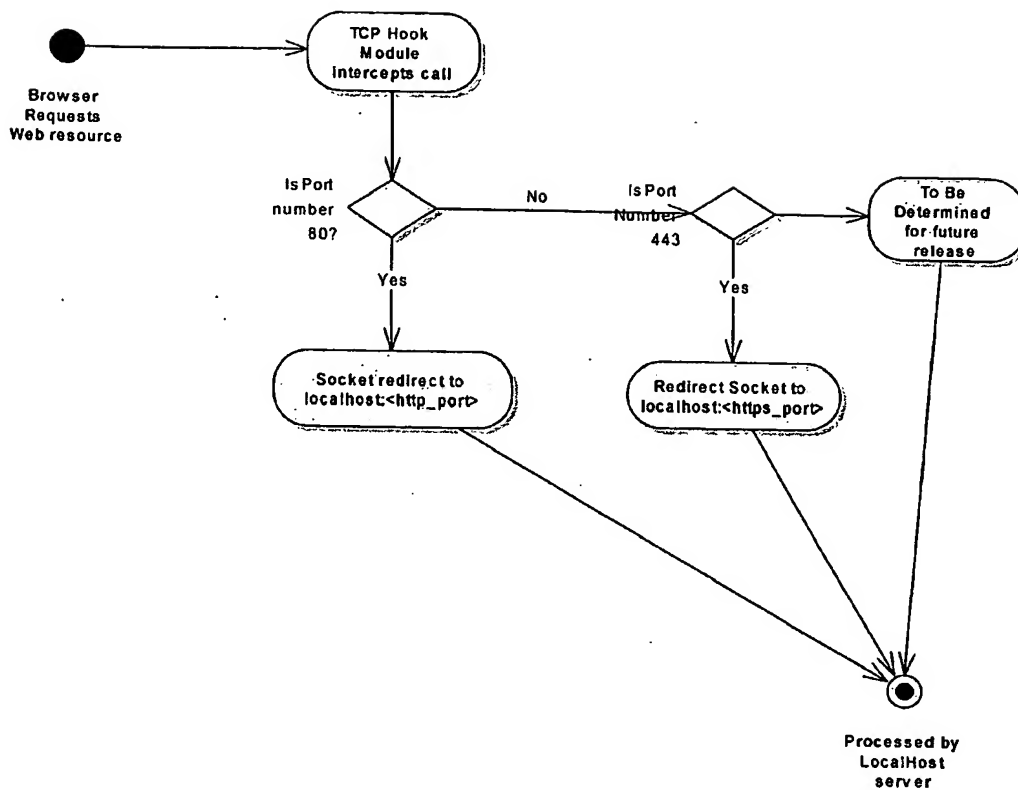 TCP Hook
Module
intercepts call
Browser
Requests
Web resource
Is Port
number
80?
No
Is Port
Number
443
To Be
Determined
for future
release
Yes
Yes
Socket redirect to
localhost:<http_port>
Redirect Socket to
localhost:<https_port>
Processed by
LocalHost
server